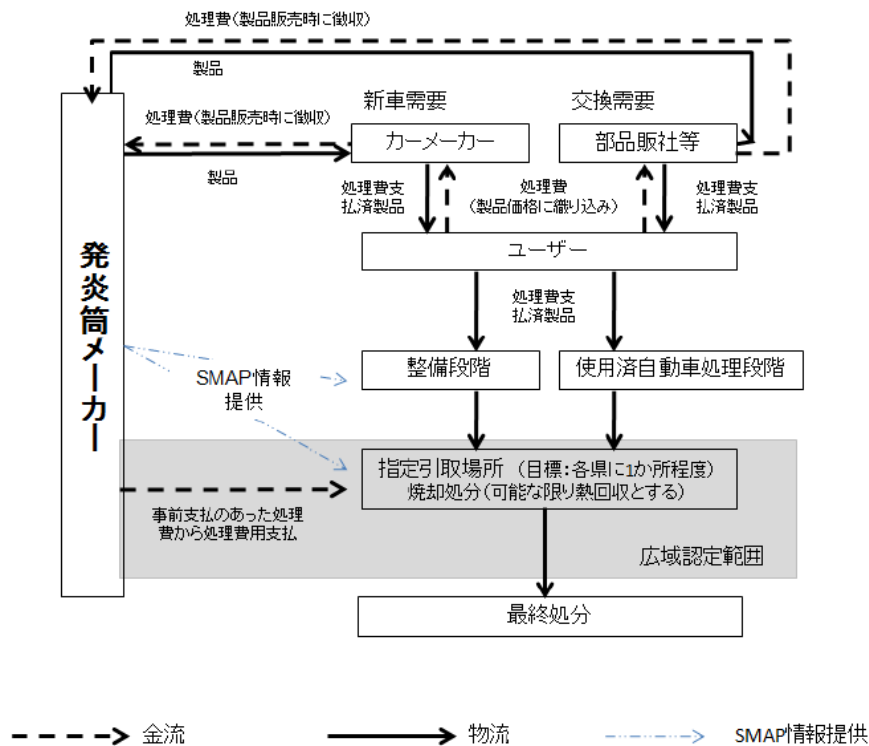 処理費(製品販売時に徴収)
製品
新車需要
交換需要
処理費(製品販売時に徴収)
カーメーカー
部品販社等
製品
処理費支
払済製品
処理費
(製品価格に織り込み)
処理費支
払済製品
ユーザー
発炎筒メーカー
処理費支
払済製品
整備段階
使用済自動車処理段階
SMAP情報
提供
指定引取場所 (目標:各県に1か所程度)
焼却処分(可能な限り熱回収とする)
事前支払のあった処理
費から処理費用支払
広域認定範囲
最終処分
金流
物流
SMAP情報提供